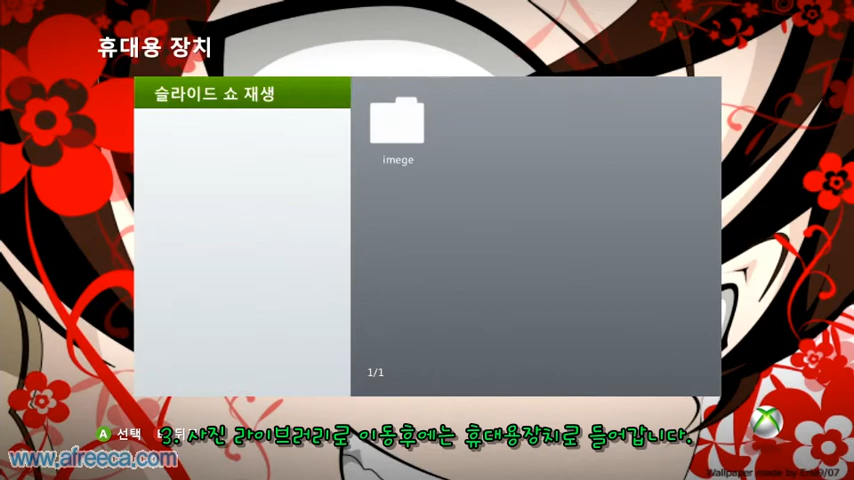 휴대용 장치
슬라이드 쇼 재생
imege
1/1
A 선택
3. 사진 라이브러리로 이동후에는 휴대용장치로 들어갑니다.
www.afreeca.com